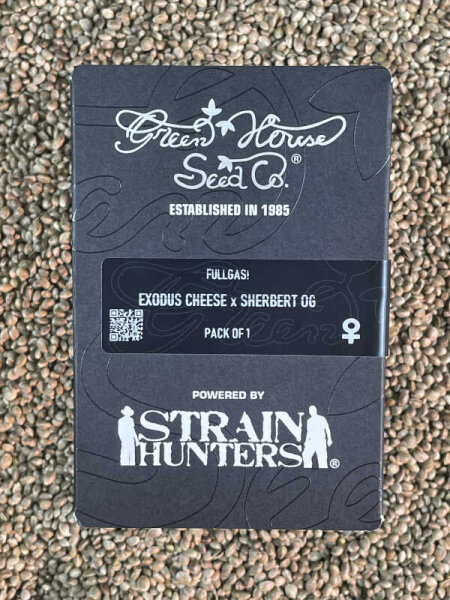 Green House
Seed Co.®
ESTABLISHED IN 1985
FULLGAS!
EXODUS CHEESE x SHERBERT OG
PACK OF 1
POWERED BY
STRAIN
HUNTERS®